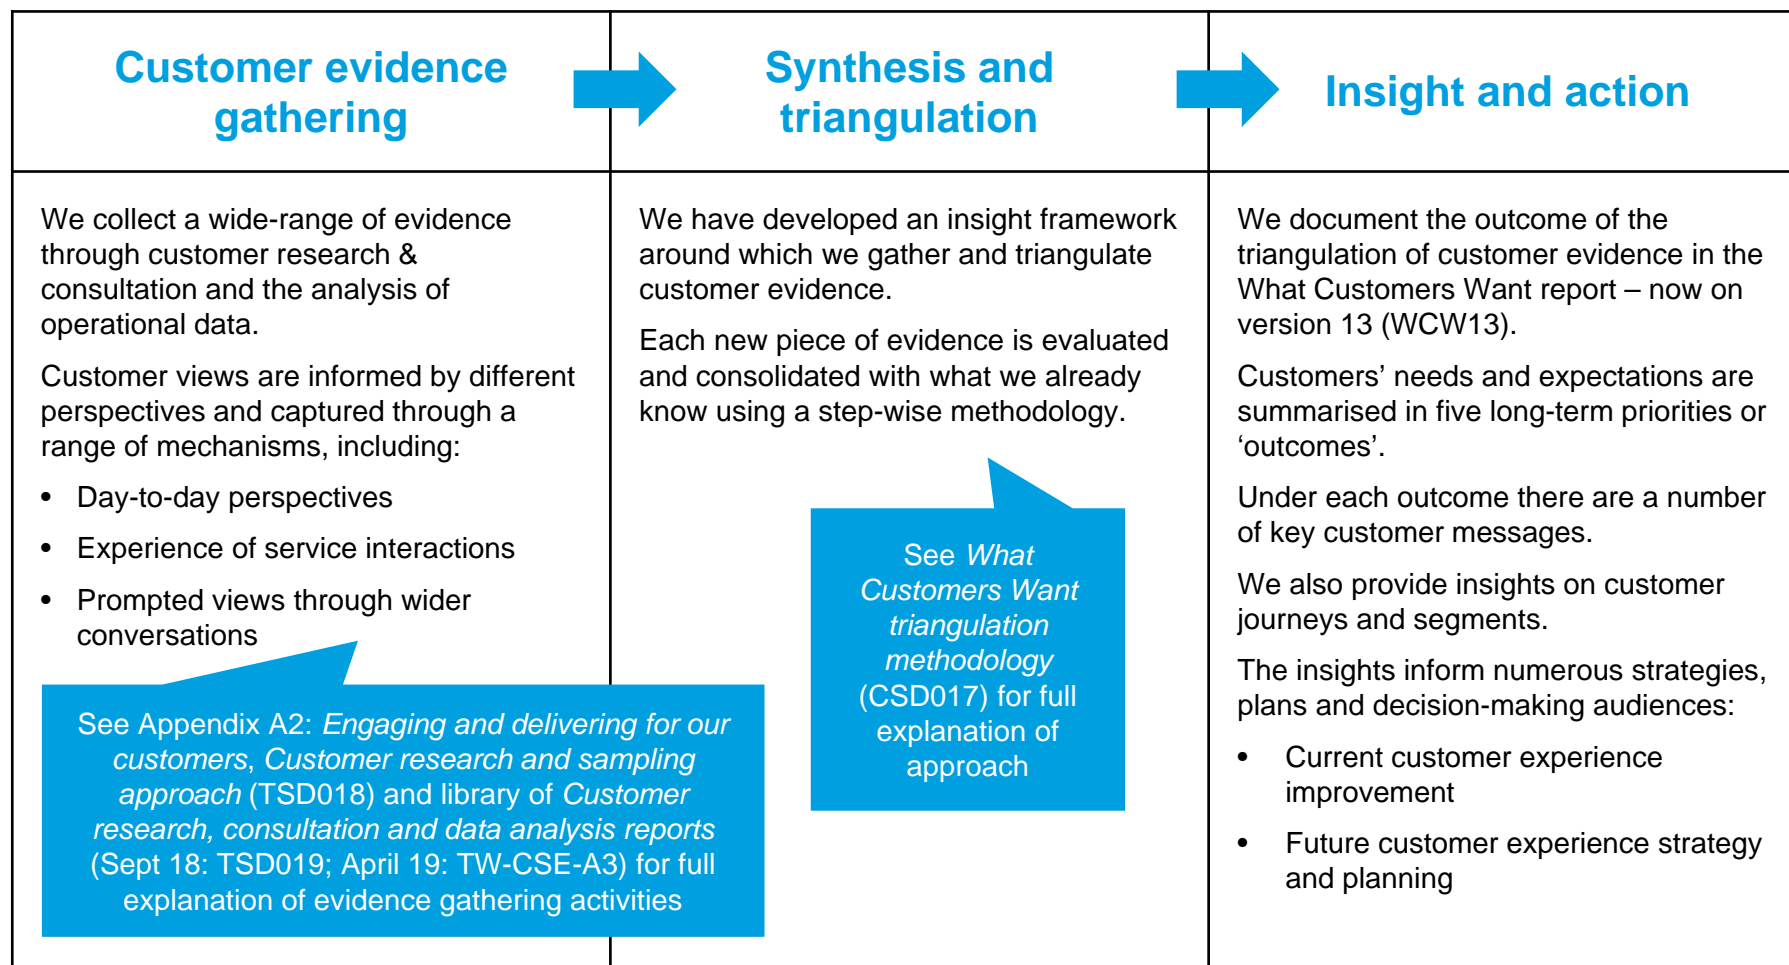 Customer evidence
gathering
Synthesis and
triangulation
Insight and action
We collect a wide-range of evidence
through customer research &
consultation and the analysis of
operational data.
Customer views are informed by different
perspectives and captured through a
range of mechanisms, including:
• Day-to-day perspectives
• Experience of service interactions
• Prompted views through wider
conversations
See Appendix A2: Engaging and delivering for our
customers, Customer research and sampling
approach (TSD018) and library of Customer
research, consultation and data analysis reports
(Sept 18: TSD019; April 19: TW-CSE-A3) for full
explanation of evidence gathering activities
We have developed an insight framework
around which we gather and triangulate
customer evidence.
Each new piece of evidence is evaluated
and consolidated with what we already
know using a step-wise methodology.
See What
Customers Want
triangulation
methodology
(CSD017) for full
explanation of
approach
We document the outcome of the
triangulation of customer evidence in the
What Customers Want report – now on
version 13 (WCW13).
Customers’ needs and expectations are
summarised in five long-term priorities or
‘outcomes’.
Under each outcome there are a number
of key customer messages.
We also provide insights on customer
journeys and segments.
The insights inform numerous strategies,
plans and decision-making audiences:
• Current customer experience
improvement
• Future customer experience strategy
and planning